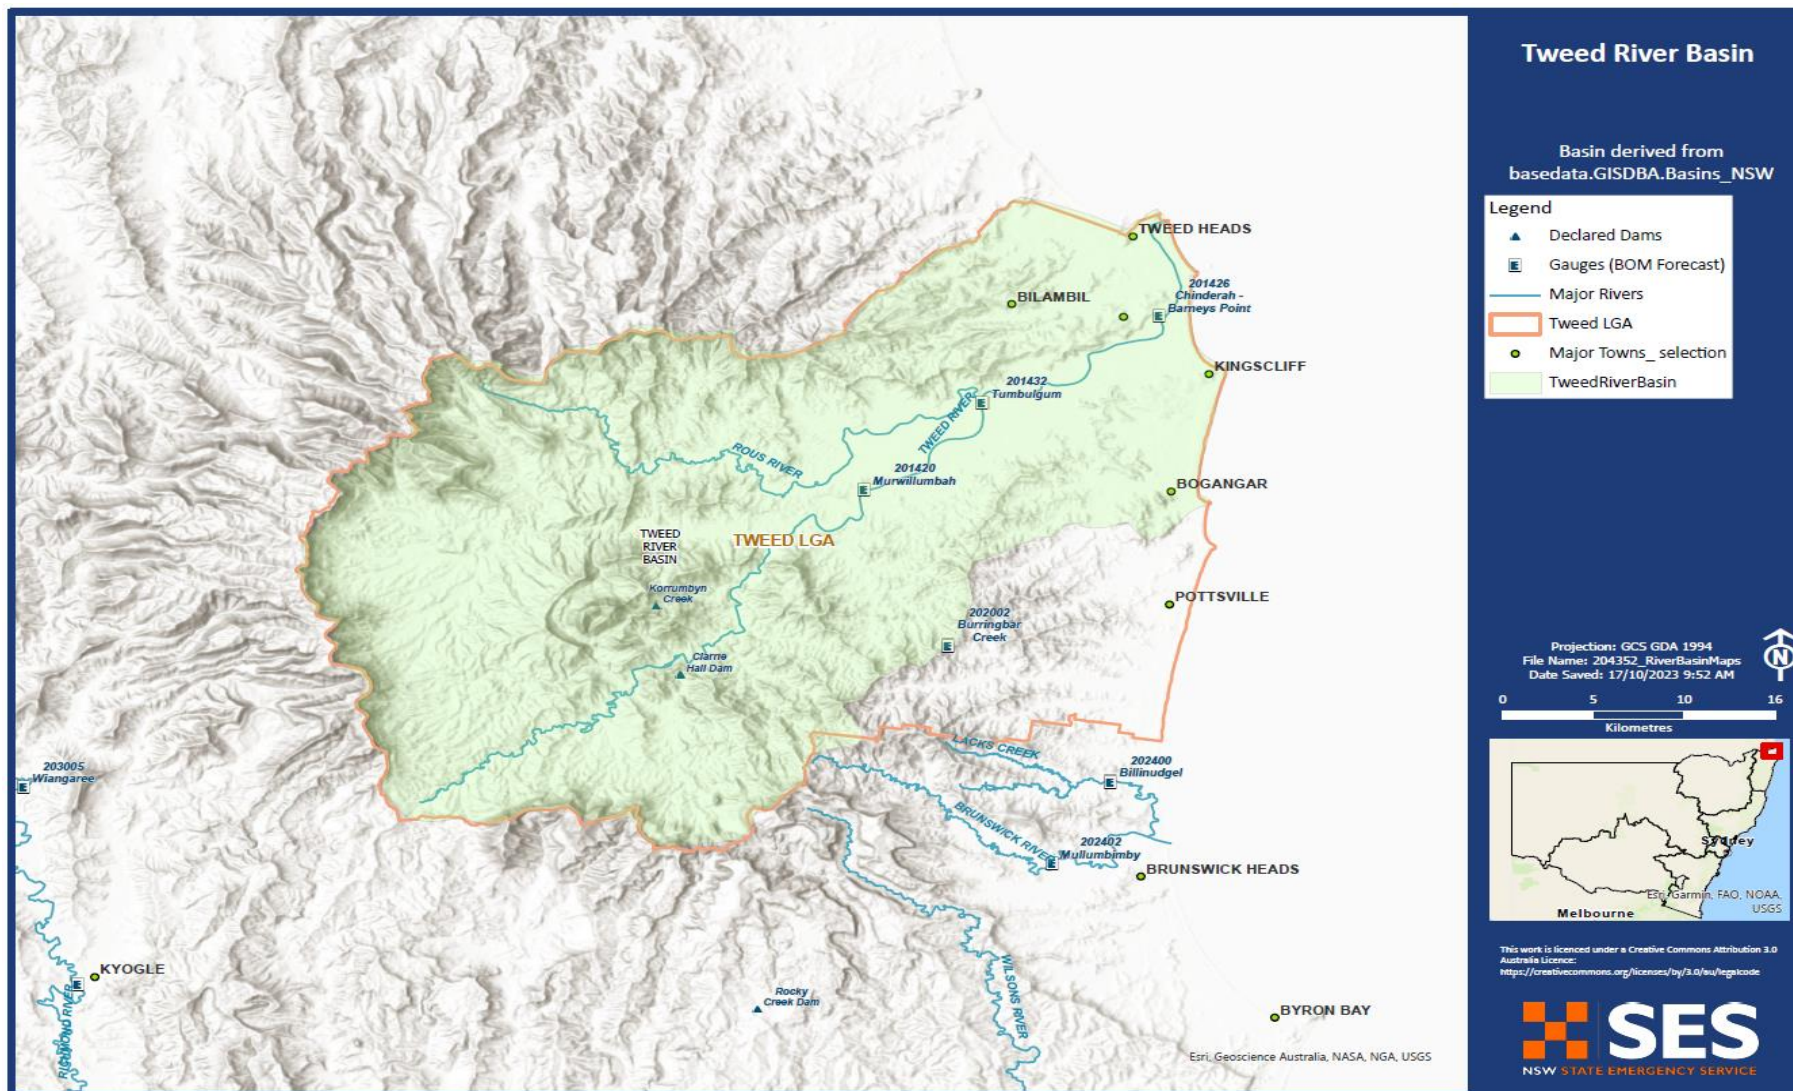 Tweed River Basin
Basin derived from
basedata.GISDBA.Basins_NSW
Legend
Declared Dams
Gauges (BOM Forecast)
Major Rivers
Tweed LGA
Major Towns_ selection
TweedRiverBasin
TWEED HEADS
201426
Chinderah -
Barneys Point
BILAMBIL
KINGSCLIFF
201432
Tumbulgum
TWEED RIVER
ROUS RIVER
201420
Murwillumbah
BOGANGAR
TWEED
RIVER
BASIN
TWEED LGA
Korrumbyn
Creek
POTTSVILLE
202002
Burringbar
Creek
Clarrie
Hall Dam
LACKS CREEK
202400
Billinudgel
203005
Wiangaree
BRUNSWICK RIVER
202402
Mullumbimby
BRUNSWICK HEADS
KYOGLE
RICHMOND RIVER
Rocky
Creek Dam
WILSONS RIVER
BYRON BAY
Esri, Geoscience Australia, NASA, NGA, USGS
Projection: GCS GDA 1994
File Name: 204352_RiverBasinMaps
Date Saved: 17/10/2023 9:52 AM
N
0 5 10 16
Kilometres
Sydney
Esri, Garmin, FAO, NOAA,
USGS
Melbourne
This work is licenced under a Creative Commons Attribution 3.0
Australia Licence:
https://creativecommons.org/licenses/by/3.0/au/legalcode
SES
NSW STATE EMERGENCY SERVICE